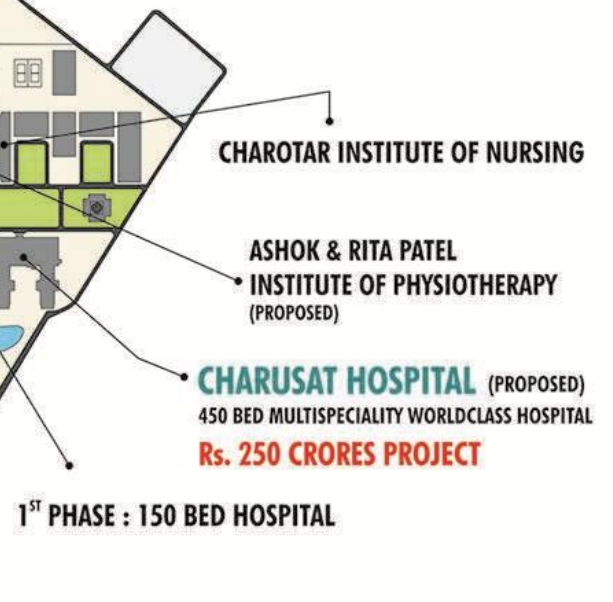 CHAROTAR INSTITUTE OF NURSING
ASHOK & RITA PATEL
INSTITUTE OF PHYSIOTHERAPY
(PROPOSED)
CHARUSAT HOSPITAL (PROPOSED)
450 BED MULTISPECIALITY WORLDCLASS HOSPITAL
Rs. 250 CRORES PROJECT
1ST PHASE : 150 BED HOSPITAL